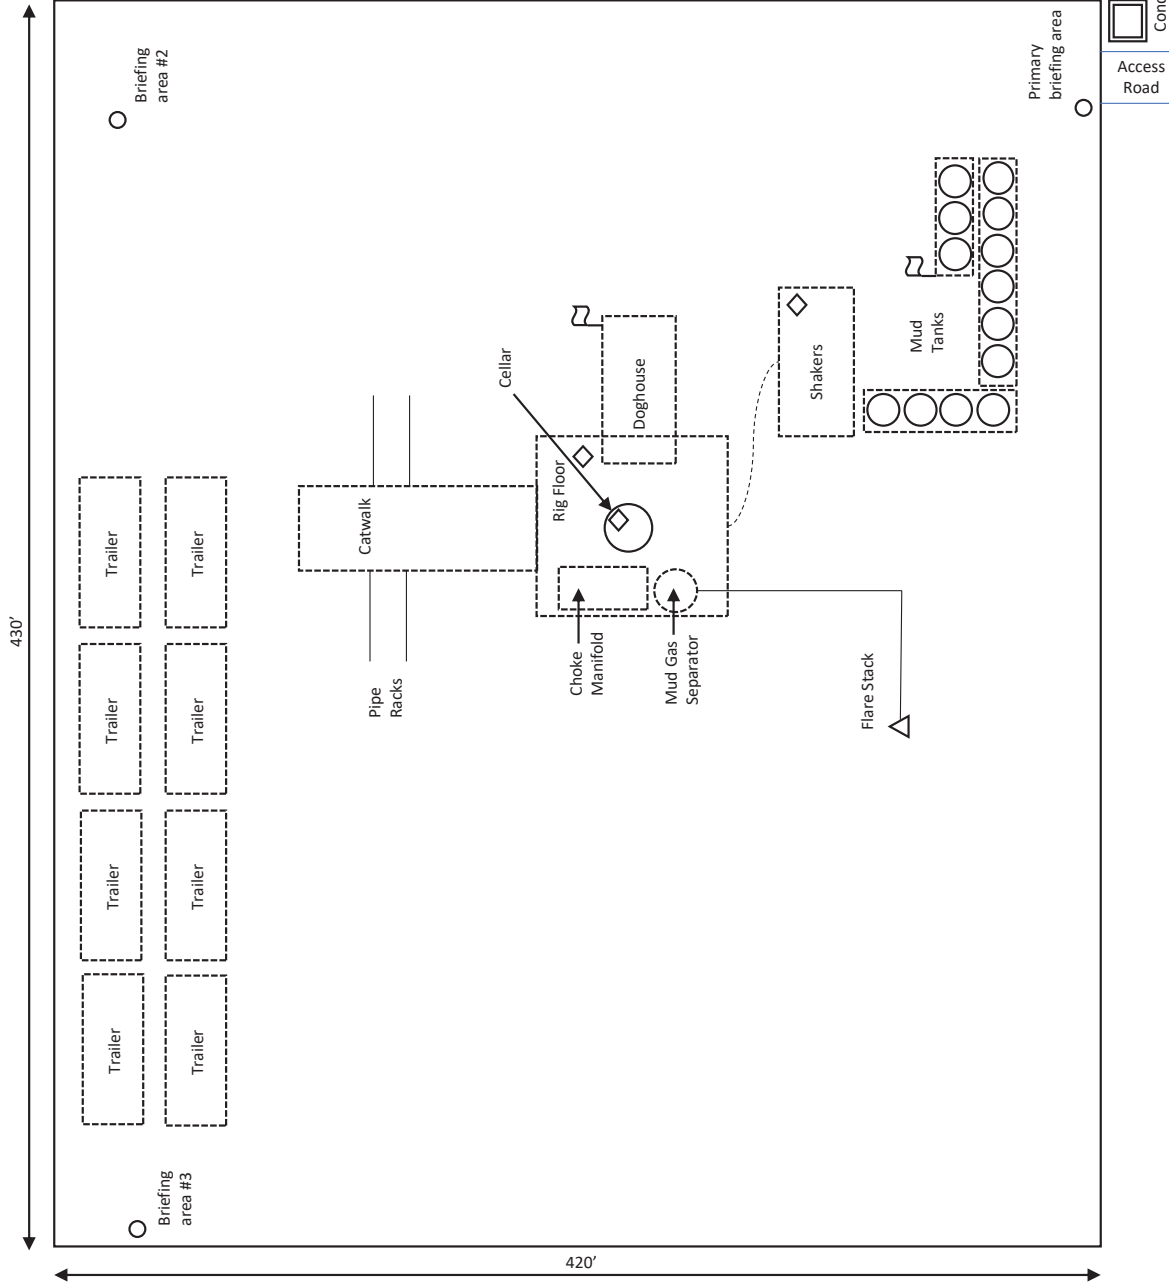 430'
Trailer
Trailer
Trailer
Trailer
Trailer
Trailer
Trailer
Trailer
Briefing
area #3
Briefing
area #2
420'
Pipe
Racks
Catwalk
Cellar
Rig Floor
Choke
Manifold
Mud Gas
Separator
Doghouse
Shakers
Flare Stack
Mud
Tanks
Primary
briefing area
Access
Road